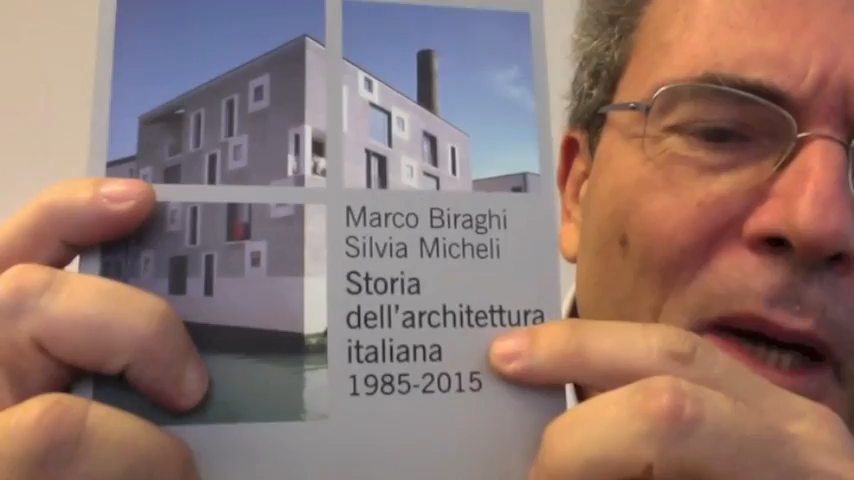 Marco Biraghi
Silvia Micheli
Storia
dell'architettura
italiana
1985-2015